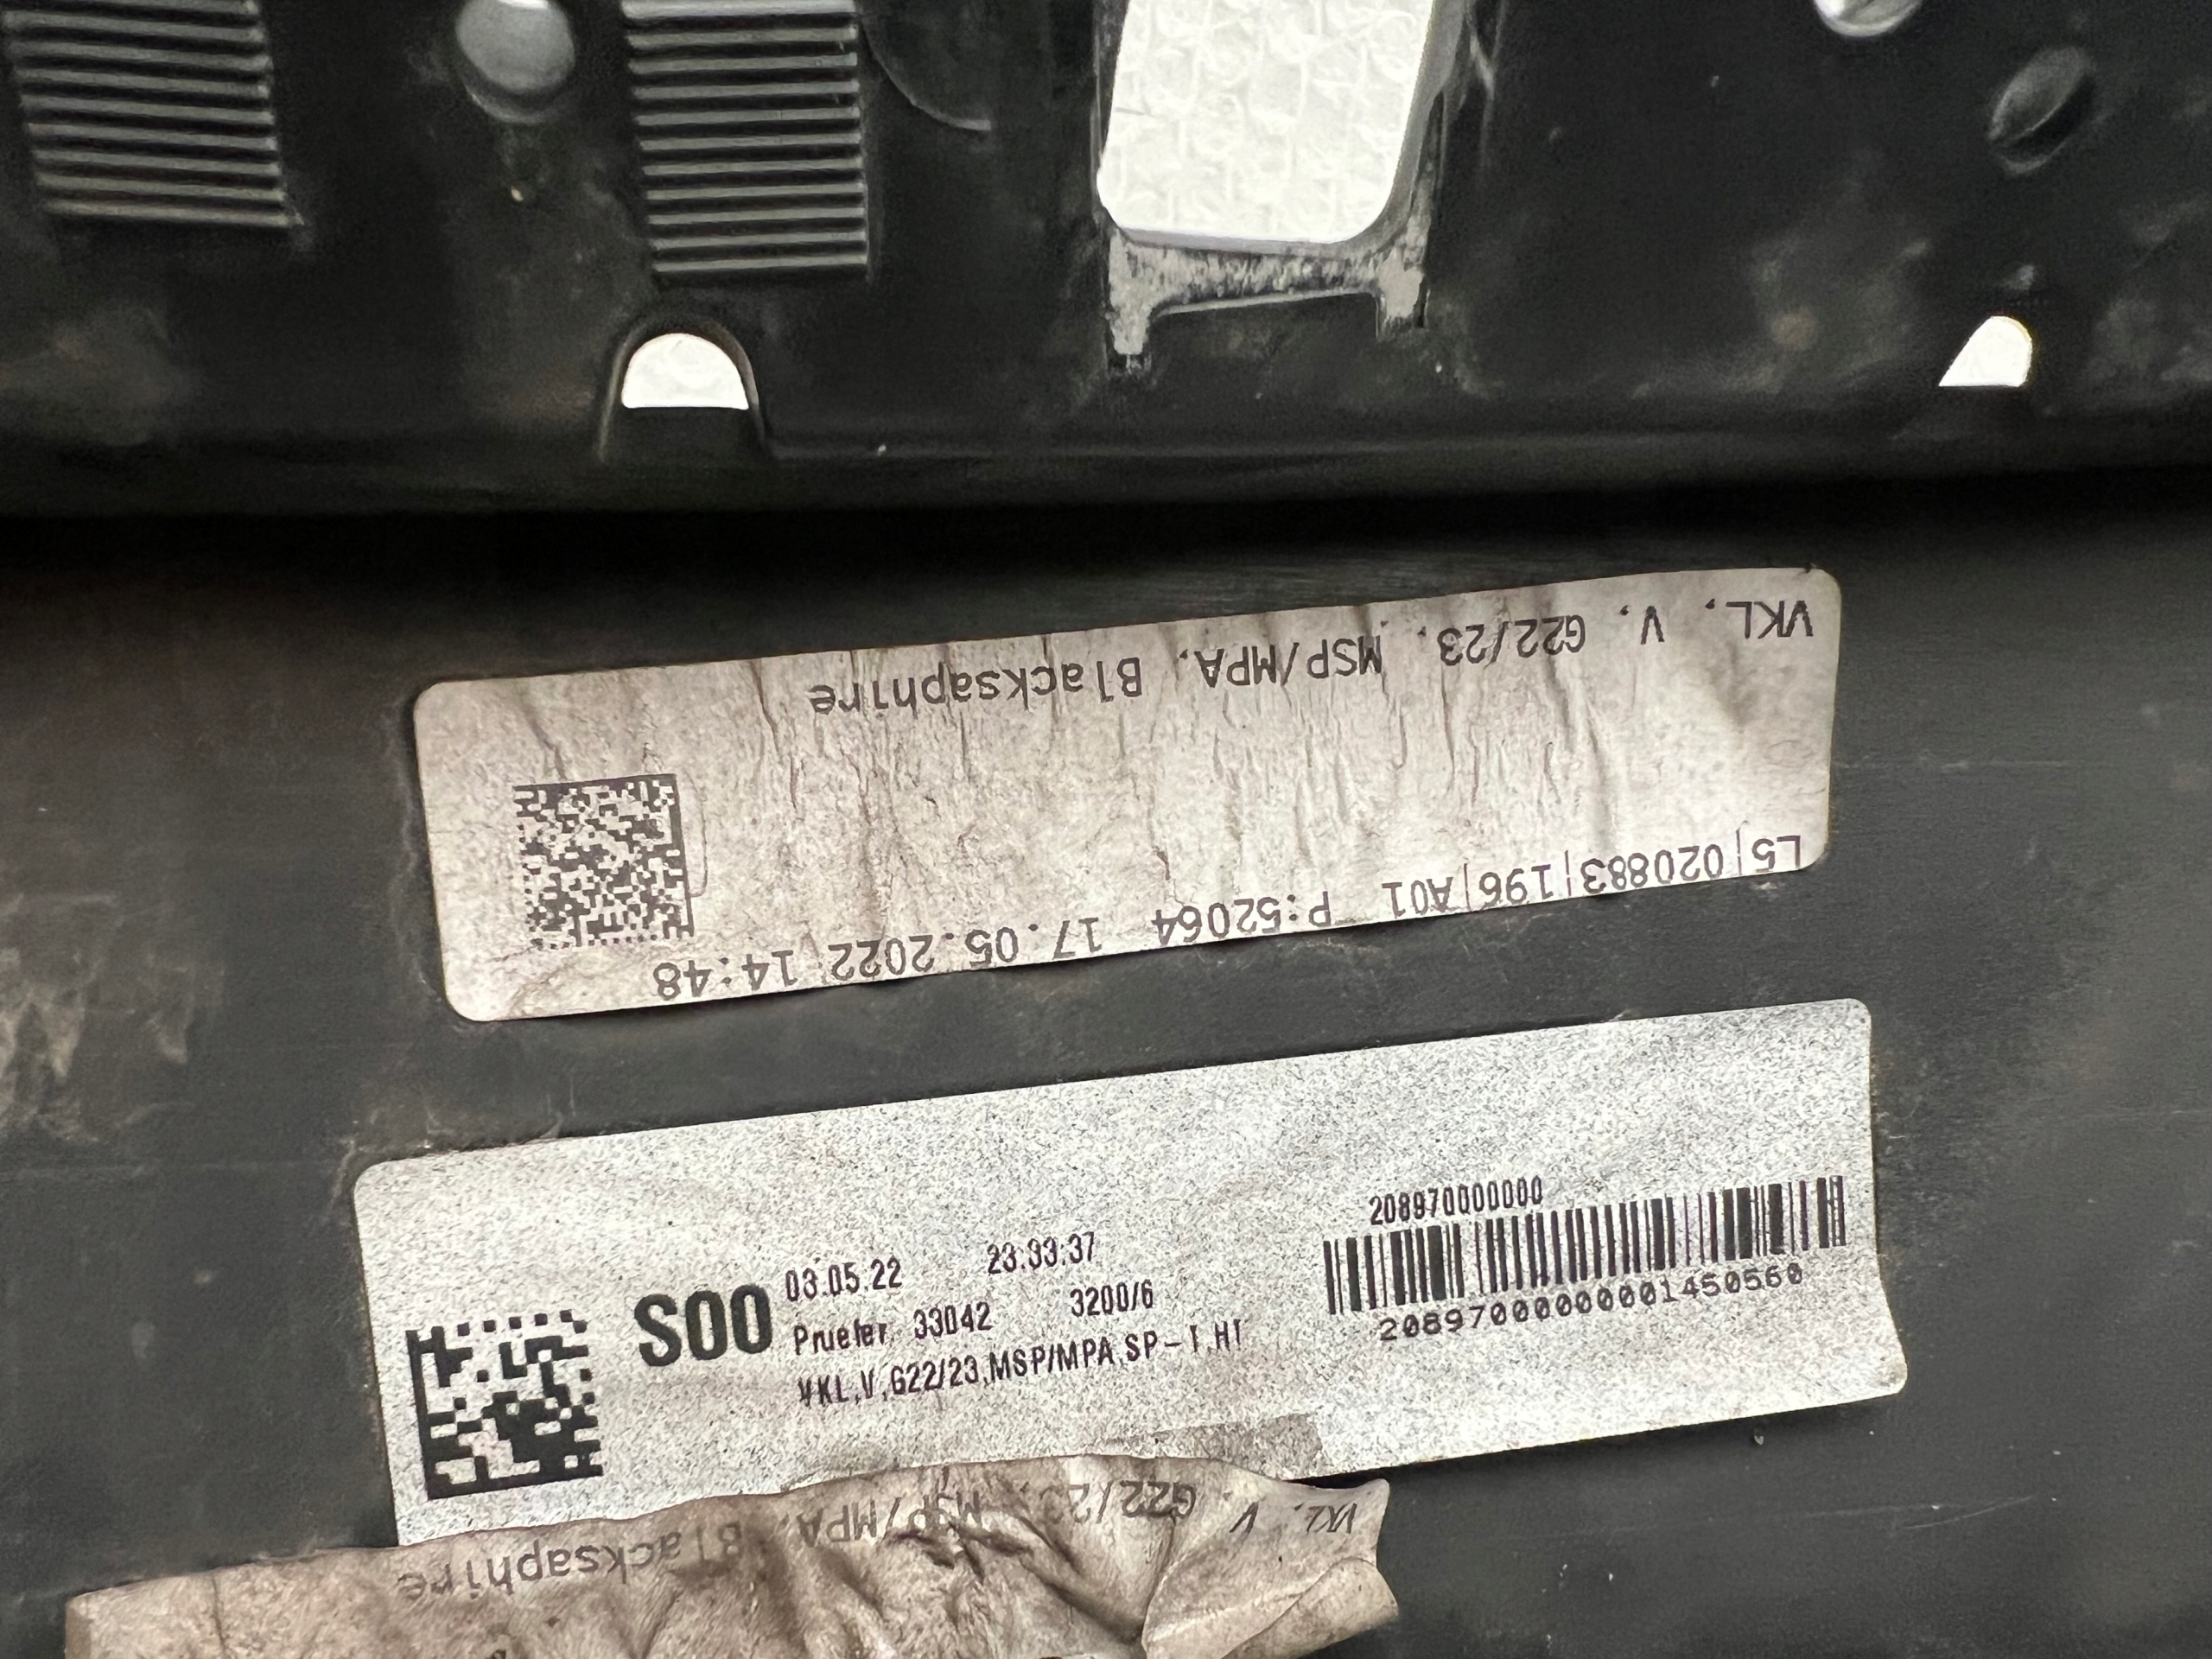 VKL, V, G22/23, MSP/MPA, Blacksaphire
L5|020883|196|A01 P:52064 17.05.2022 14:48
208970000000
S00 03.05.22 23:33:37
Prueler 33042 3200/6
VKL,V,G22/23,MSP/MPA,SP-T,HT
2089700000001450560
VKL, V, G22/23, MSP/MPA, Blacksaphire